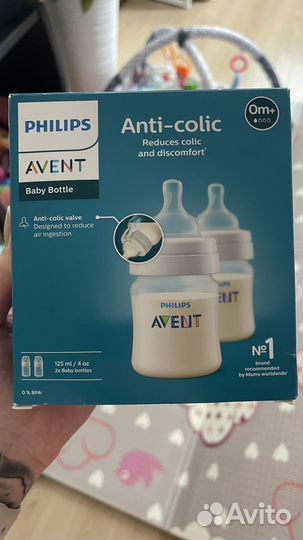 PHILIPS
AVENT
Baby Bottle
Anti-colic
Reduces colic
and discomfort¹
0m+
Anti-colic valve
Designed to reduce
air ingestion
PHILIPS
AVENT
125 ml / 4 oz
2x Baby bottles
0 % BPA
Nº1
brand
recommended
by Mums worldwide
Avito